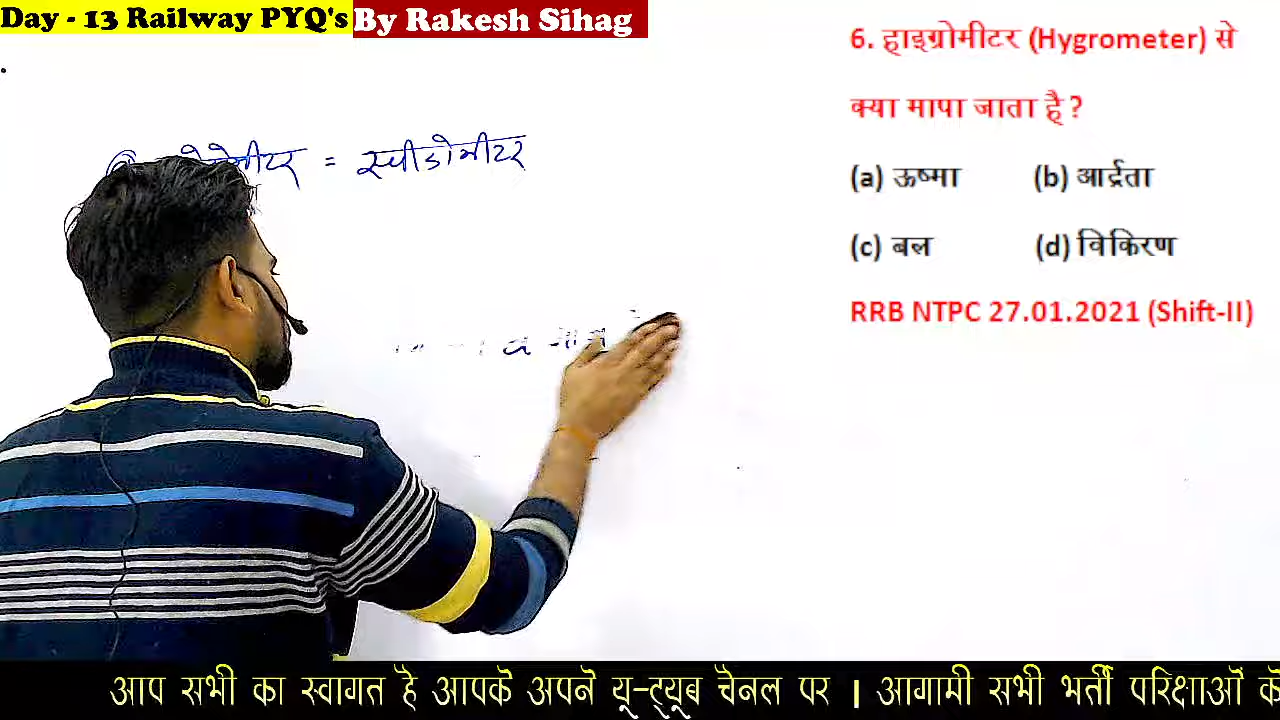 Day - 13 Railway PYQ's By Rakesh Sihag
6. हाइग्रोमीटर (Hygrometer) से
क्या मापा जाता है ?
(a) ऊष्मा (b) आर्द्रता
(c) बल (d) विकिरण
RRB NTPC 27.01.2021 (Shift-II)
= स्पीडोमीटर
आप सभी का स्वागत है आपके अपने यू-ट्यूब चैनल पर । आगामी सभी भर्ती परिक्षाओं के